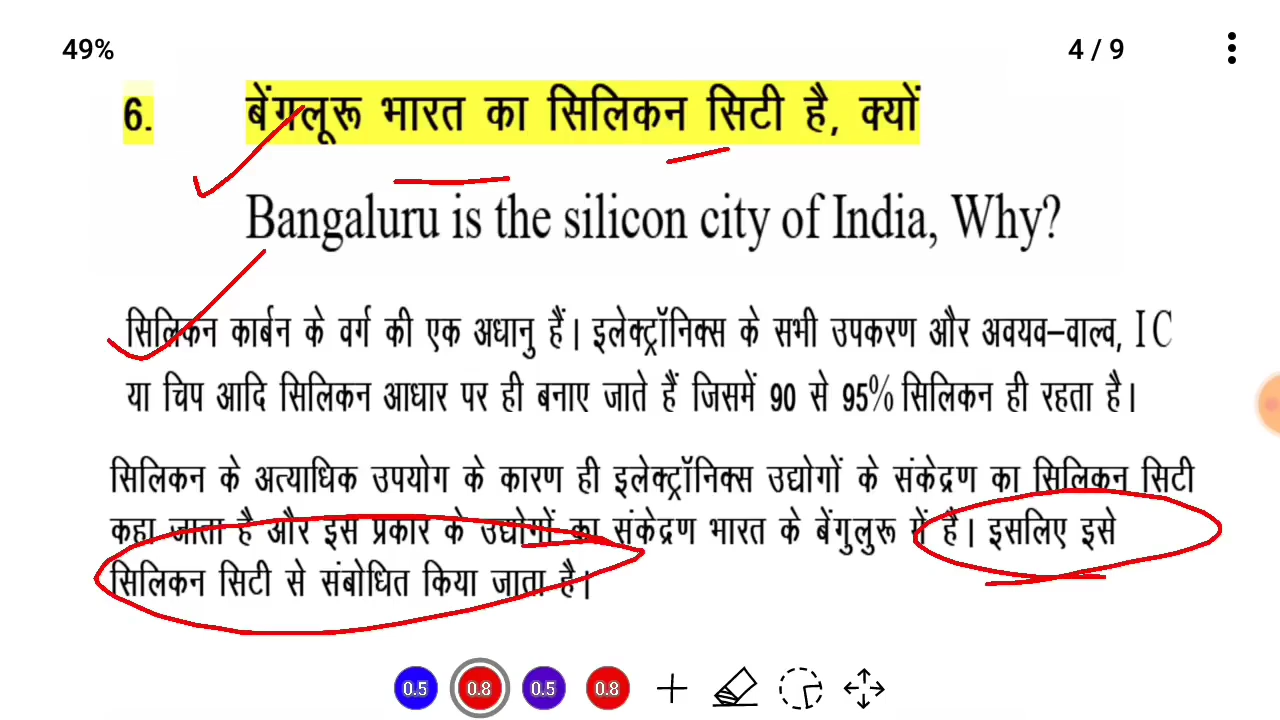 49%
4 / 9
6. बेंगलूरू भारत का सिलिकन सिटी है, क्यों
Bangaluru is the silicon city of India, Why?
सिलिकन कार्बन के वर्ग की एक अधानु हैं। इलेक्ट्रॉनिक्स के सभी उपकरण और अवयव-वाल्व, IC
या चिप आदि सिलिकन आधार पर ही बनाए जाते हैं जिसमें 90 से 95% सिलिकन ही रहता है।
सिलिकन के अत्याधिक उपयोग के कारण ही इलेक्ट्रॉनिक्स उद्योगों के संकेद्रण का सिलिकन सिटी
कहा जाता है और इस प्रकार के उद्योगों का संकेद्रण भारत के बेंगुलुरू में है। इसलिए इसे
सिलिकन सिटी से संबोधित किया जाता है।
0.5 0.8 0.5 0.8